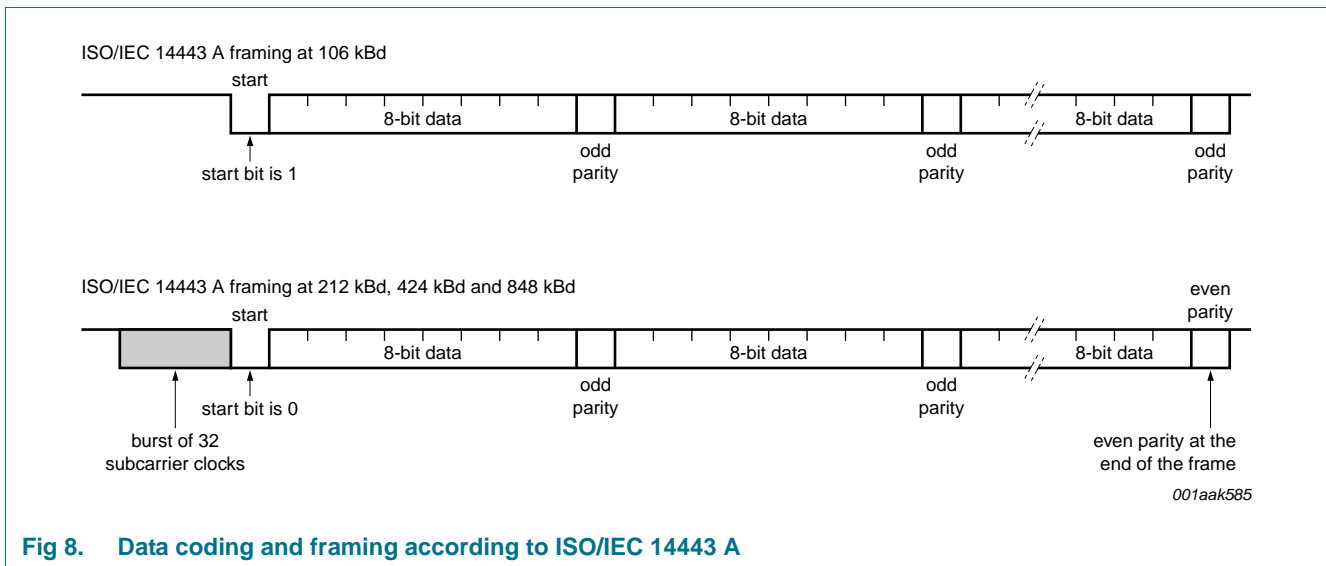 ISO/IEC 14443 A framing at 106 kBd
start
8-bit data
8-bit data
8-bit data
odd
parity
odd
parity
odd
parity
start bit is 1
ISO/IEC 14443 A framing at 212 kBd, 424 kBd and 848 kBd
even
parity
start
8-bit data
8-bit data
8-bit data
odd
parity
odd
parity
start bit is 0
burst of 32
subcarrier clocks
even parity at the
end of the frame
001aak585
Fig 8. Data coding and framing according to ISO/IEC 14443 A